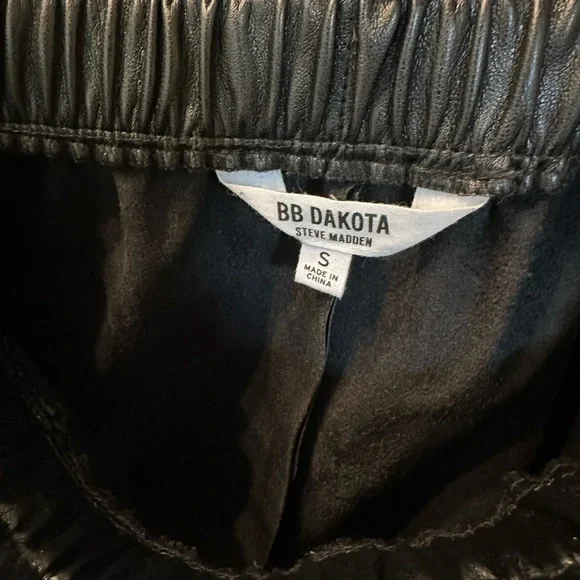 BB DAKOTA
STEVE MADDEN
S
MADE IN
CHINA